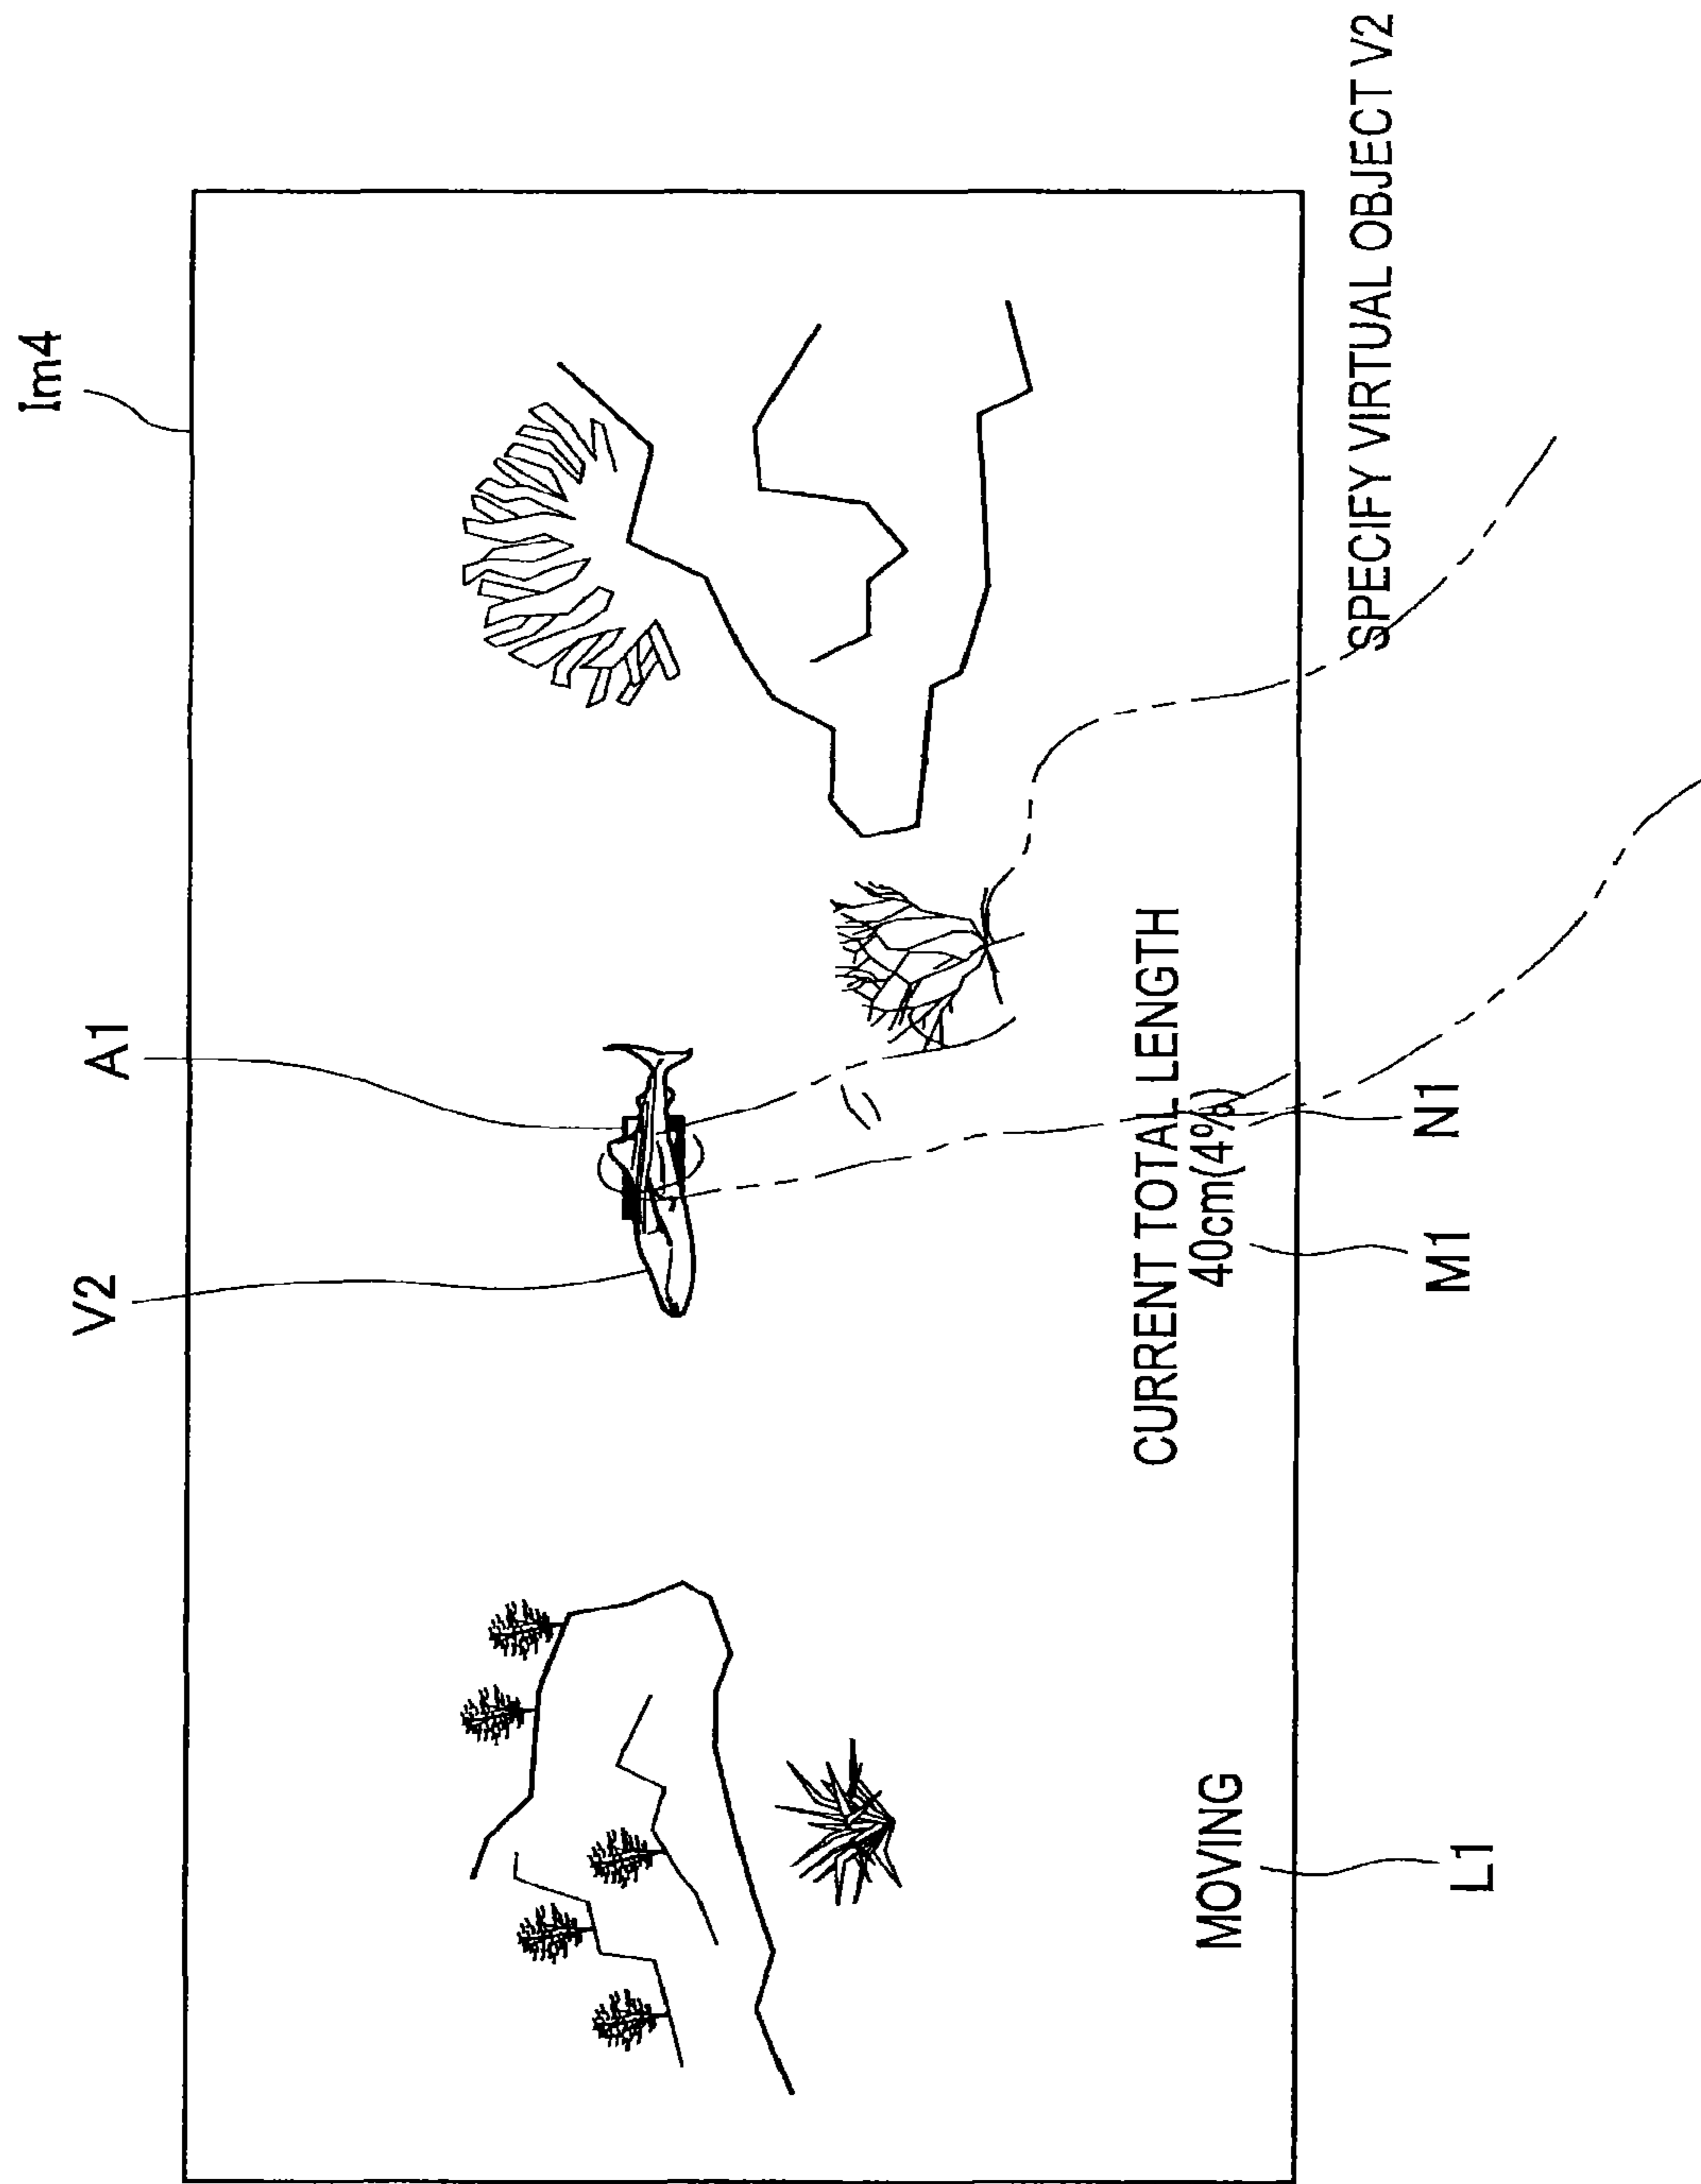 Im4
V2
A1
CURRENT TOTAL LENGTH
40cm(4%)
MOVING
SPECIFY VIRTUAL OBJECT V2
L1
M1
N1